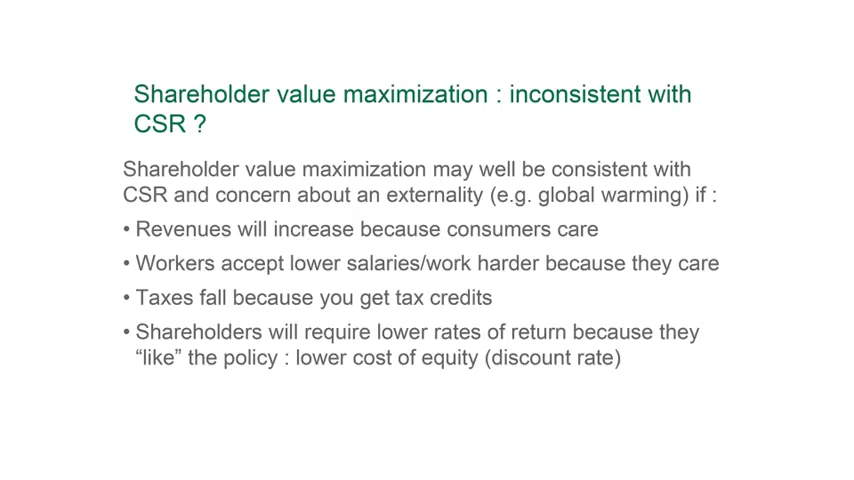 Shareholder value maximization : inconsistent with
CSR ?
Shareholder value maximization may well be consistent with
CSR and concern about an externality (e.g. global warming) if :
• Revenues will increase because consumers care
• Workers accept lower salaries/work harder because they care
• Taxes fall because you get tax credits
• Shareholders will require lower rates of return because they
“like” the policy : lower cost of equity (discount rate)